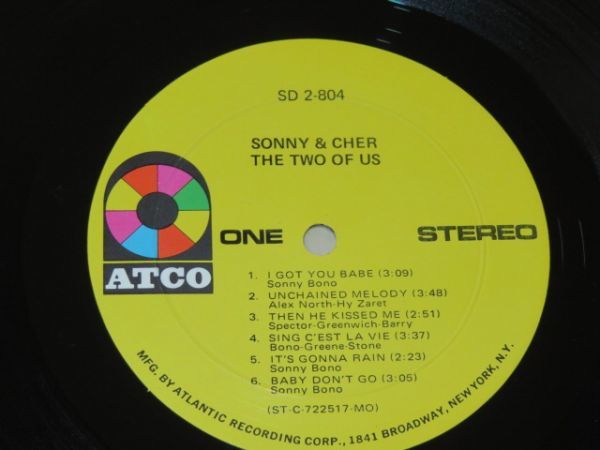 SD 2-804
SONNY & CHER
THE TWO OF US
ATCO
ONE
STEREO
1. I GOT YOU BABE (3:09)
Sonny Bono
2. UNCHAINED MELODY (3:48)
Alex North-Hy Zaret
3. THEN HE KISSED ME (2:51)
Spector-Greenwich-Barry
4. SING C'EST LA VIE (3:37)
Bono-Greene-Stone
5. IT'S GONNA RAIN (2:23)
Sonny Bono
6. BABY DON'T GO (3:05)
Sonny Bono
(ST-C-722517-MO)
MFG. BY ATLANTIC RECORDING CORP., 1841 BROADWAY, NEW YORK, N.Y.